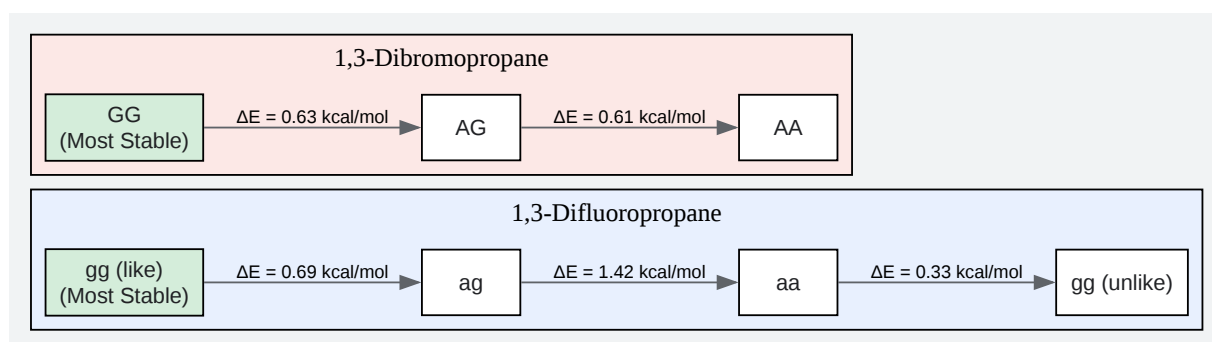 1,3-Dibromopropane
GG
(Most Stable)
ΔE = 0.63 kcal/mol
AG
ΔE = 0.61 kcal/mol
AA
1,3-Difluoropropane
gg (like)
(Most Stable)
ΔE = 0.69 kcal/mol
ag
ΔE = 1.42 kcal/mol
aa
ΔE = 0.33 kcal/mol
gg (unlike)